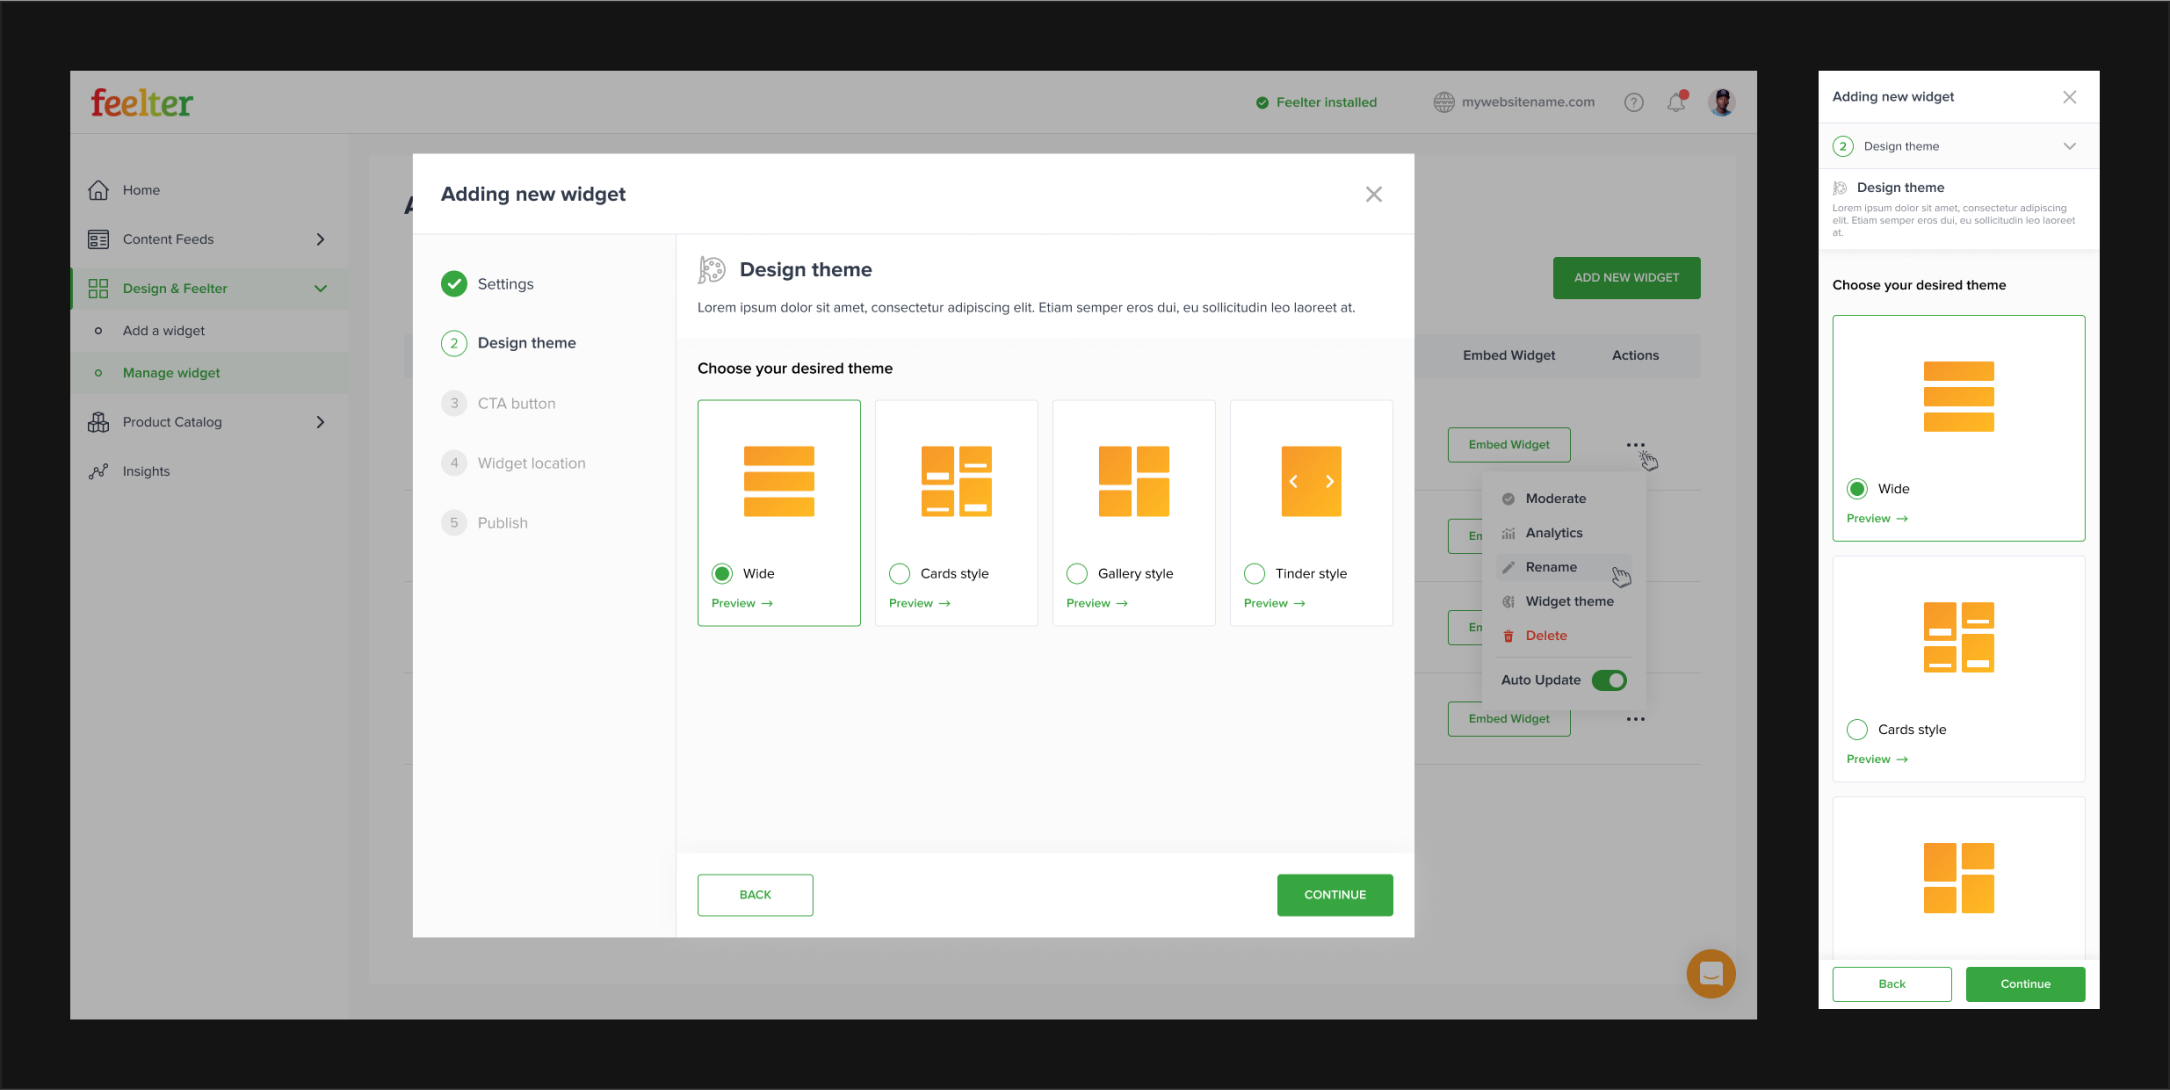 feelter
Feelter installed
mywebsitename.com
?
Home
Content Feeds
Design & Feelter
Add a widget
Manage widget
Product Catalog
Insights
A
ADD NEW WIDGET
Embed Widget
Actions
Embed Widget
Em
Em
Embed Widget
Moderate
Analytics
Rename
Widget theme
Delete
Auto Update
Adding new widget
Settings
2 Design theme
3 CTA button
4 Widget location
5 Publish
Design theme
Lorem ipsum dolor sit amet, consectetur adipiscing elit. Etiam semper eros dui, eu sollicitudin leo laoreet at.
Choose your desired theme
Wide
Preview →
Cards style
Preview →
Gallery style
Preview →
Tinder style
Preview →
BACK
CONTINUE
Adding new widget
2 Design theme
Design theme
Lorem ipsum dolor sit amet, consectetur adipiscing
elit. Etiam semper eros dui, eu sollicitudin leo laoreet
at.
Choose your desired theme
Wide
Preview →
Cards style
Preview →
Back
Continue